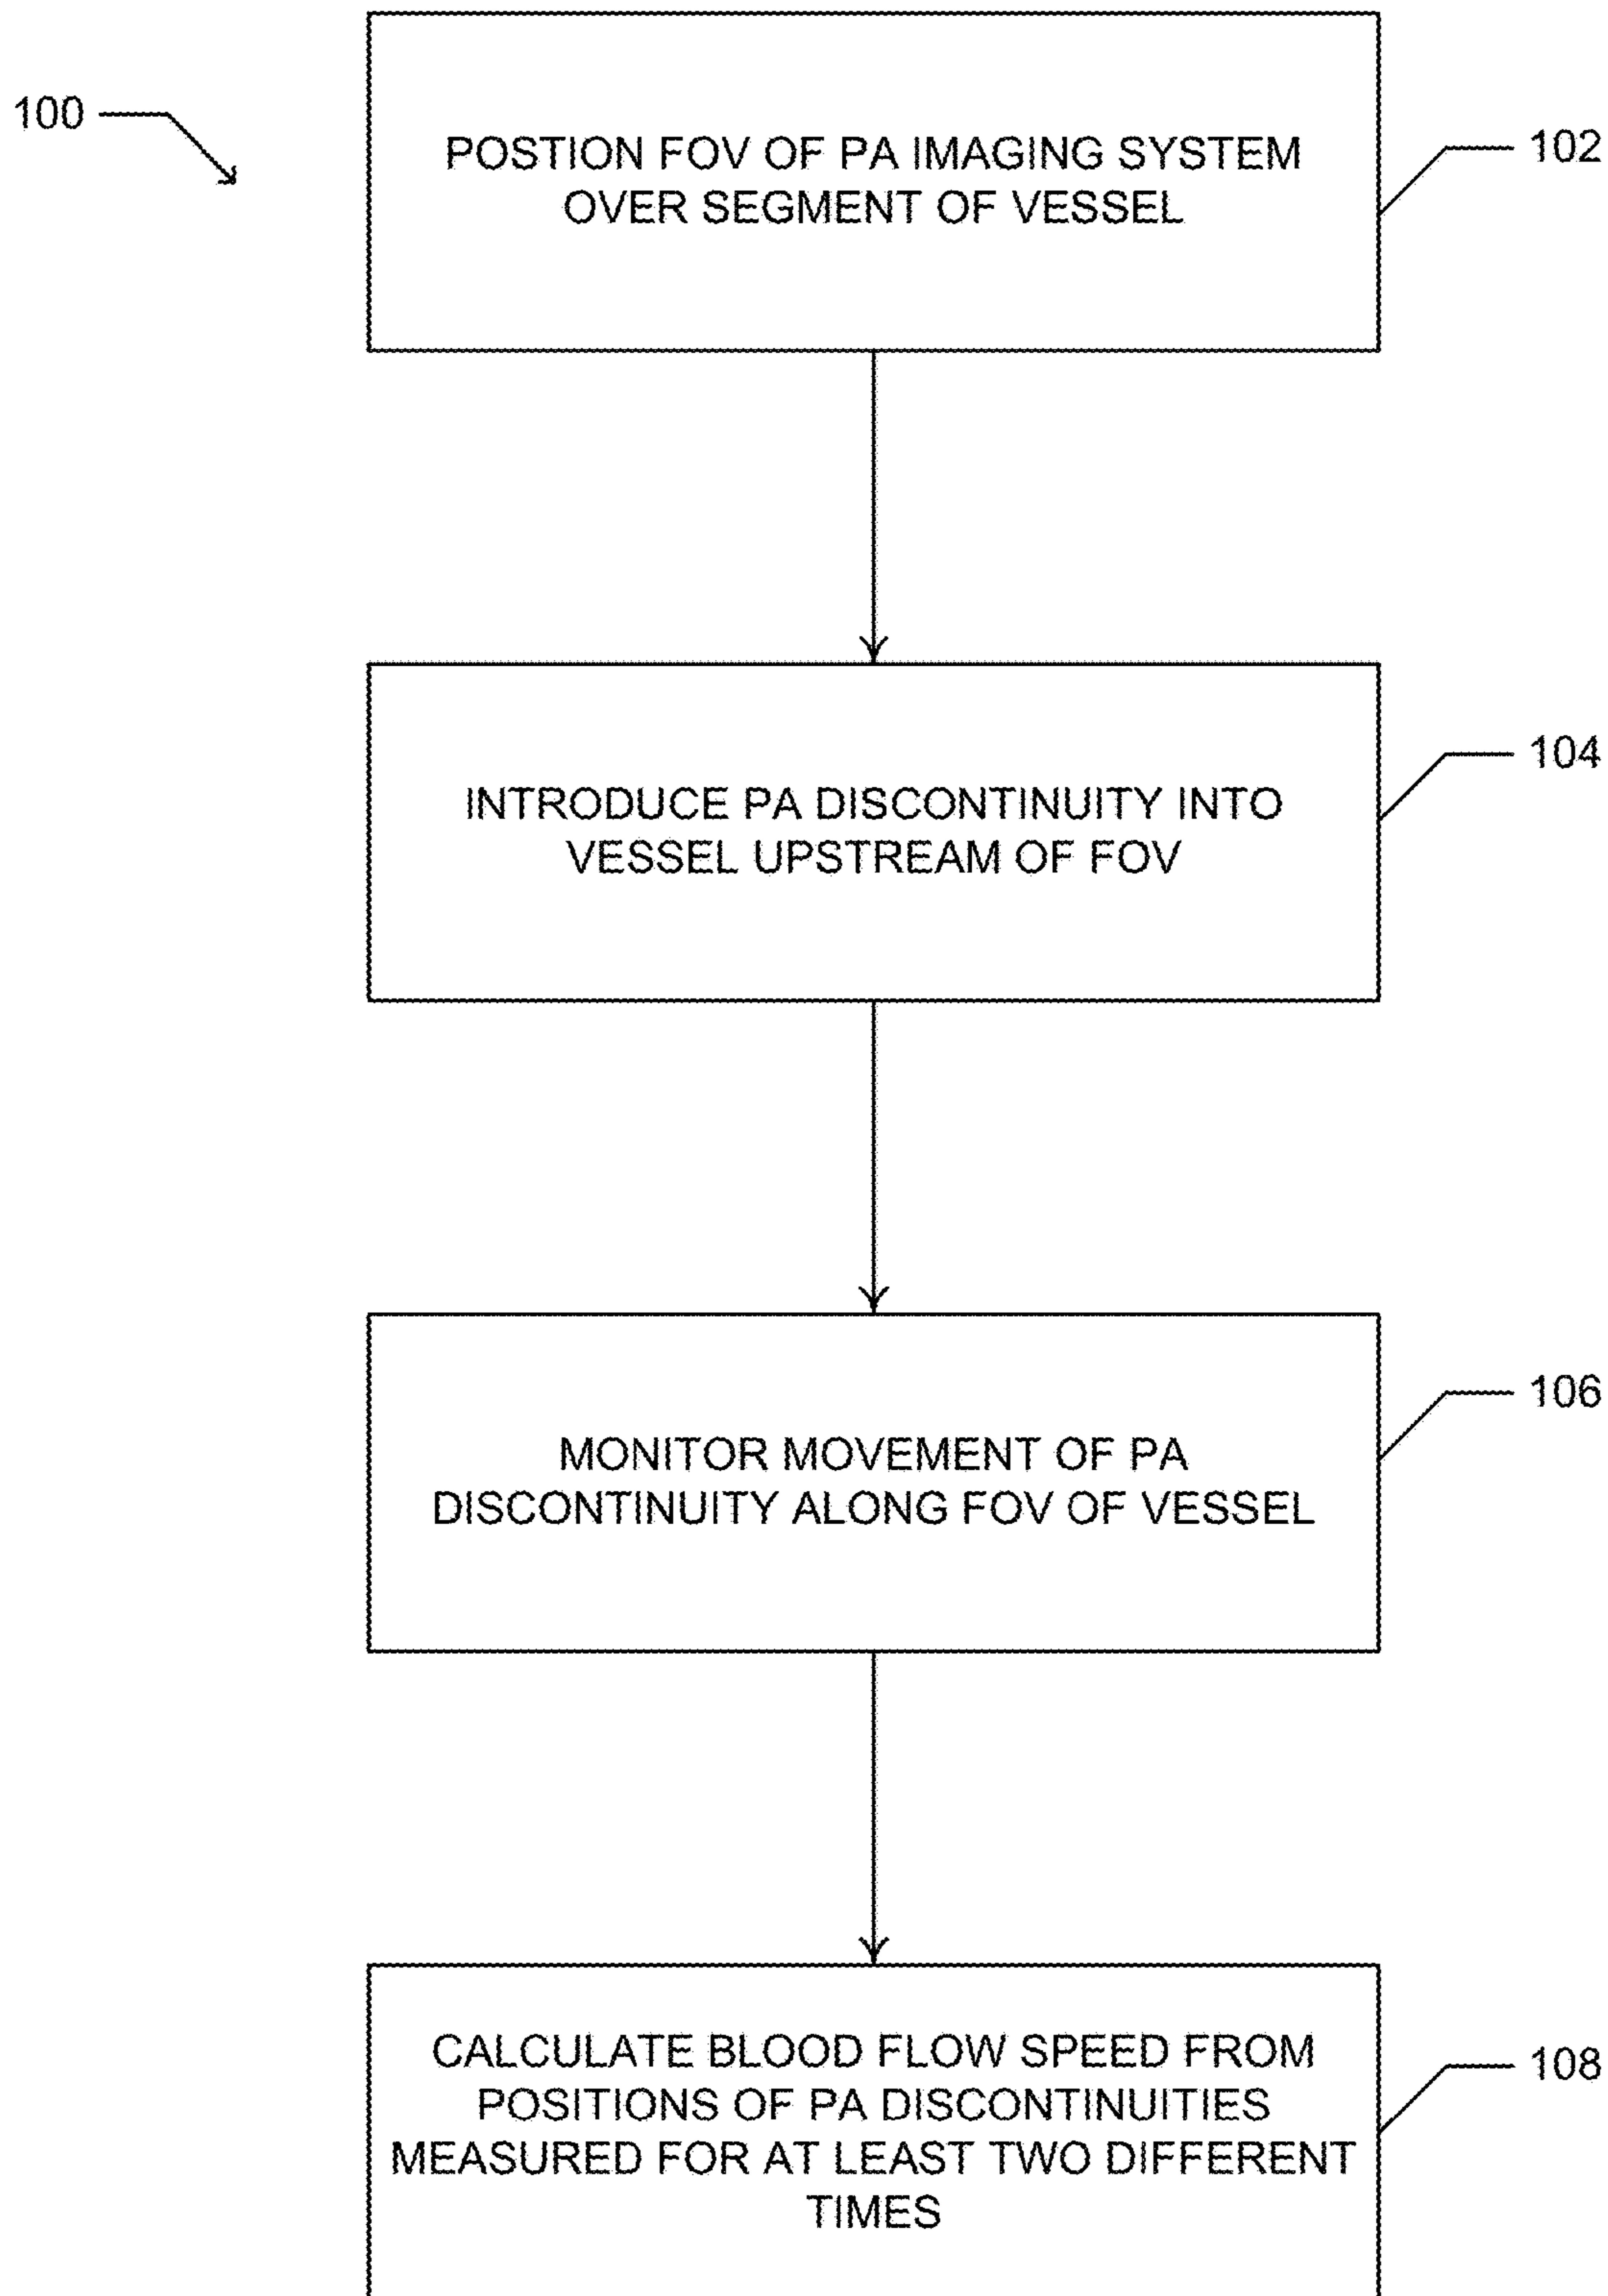 100
POSTION FOV OF PA IMAGING SYSTEM
OVER SEGMENT OF VESSEL
102
INTRODUCE PA DISCONTINUITY INTO
VESSEL UPSTREAM OF FOV
104
MONITOR MOVEMENT OF PA
DISCONTINUITY ALONG FOV OF VESSEL
106
CALCULATE BLOOD FLOW SPEED FROM
POSITIONS OF PA DISCONTINUITIES
MEASURED FOR AT LEAST TWO DIFFERENT
TIMES
108